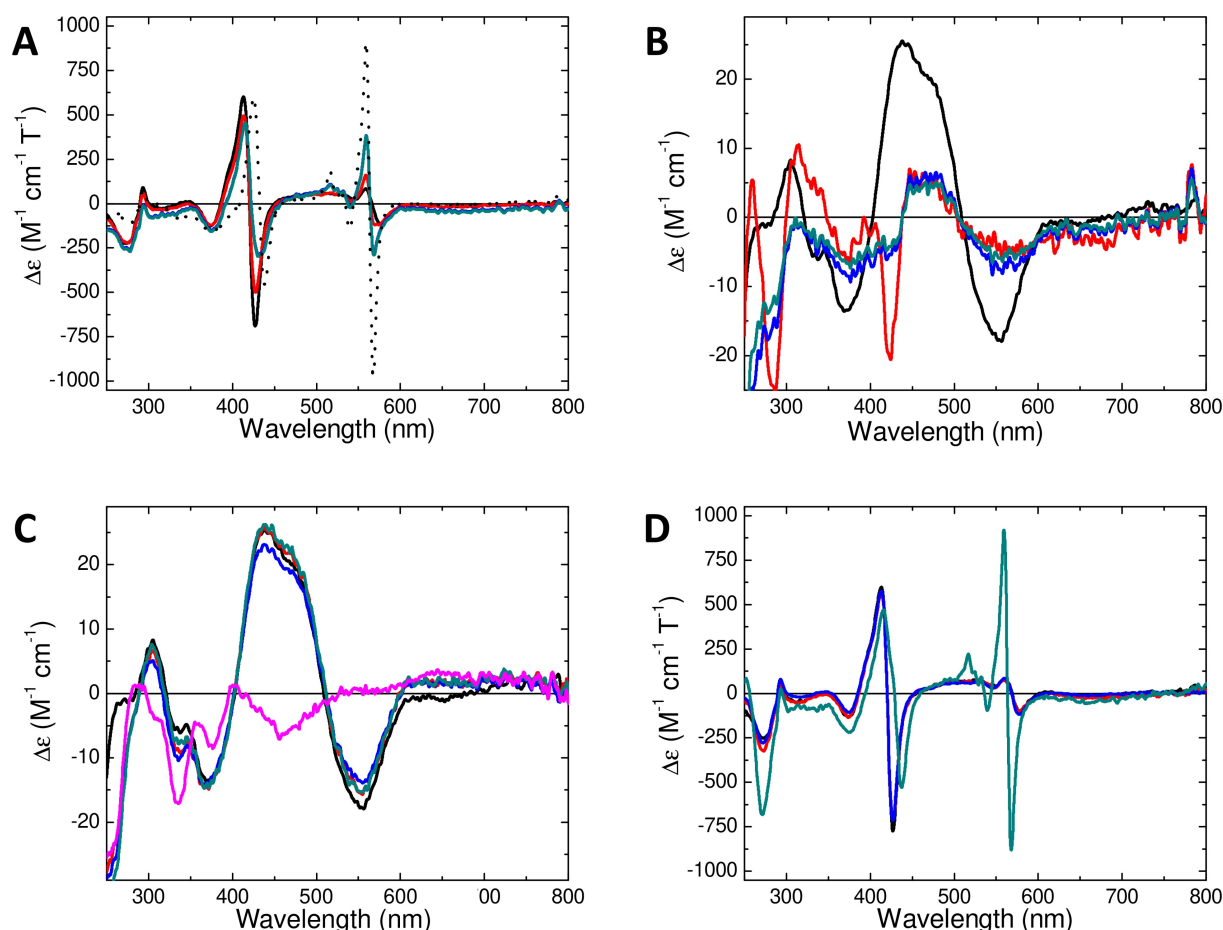 A
Δε (M⁻¹ cm⁻¹ T⁻¹)
1000
750
500
250
0
-250
-500
-750
-1000
300 400 500 600 700 800
Wavelength (nm)
B
Δε (M⁻¹ cm⁻¹)
20
10
0
-10
-20
300 400 500 600 700 800
Wavelength (nm)
C
Δε (M⁻¹ cm⁻¹)
20
10
0
-10
-20
300 400 500 600 00 800
Wavelength (nm)
D
Δε (M⁻¹ cm⁻¹ T⁻¹)
1000
750
500
250
0
-250
-500
-750
-1000
300 400 500 600 700 800
Wavelength (nm)